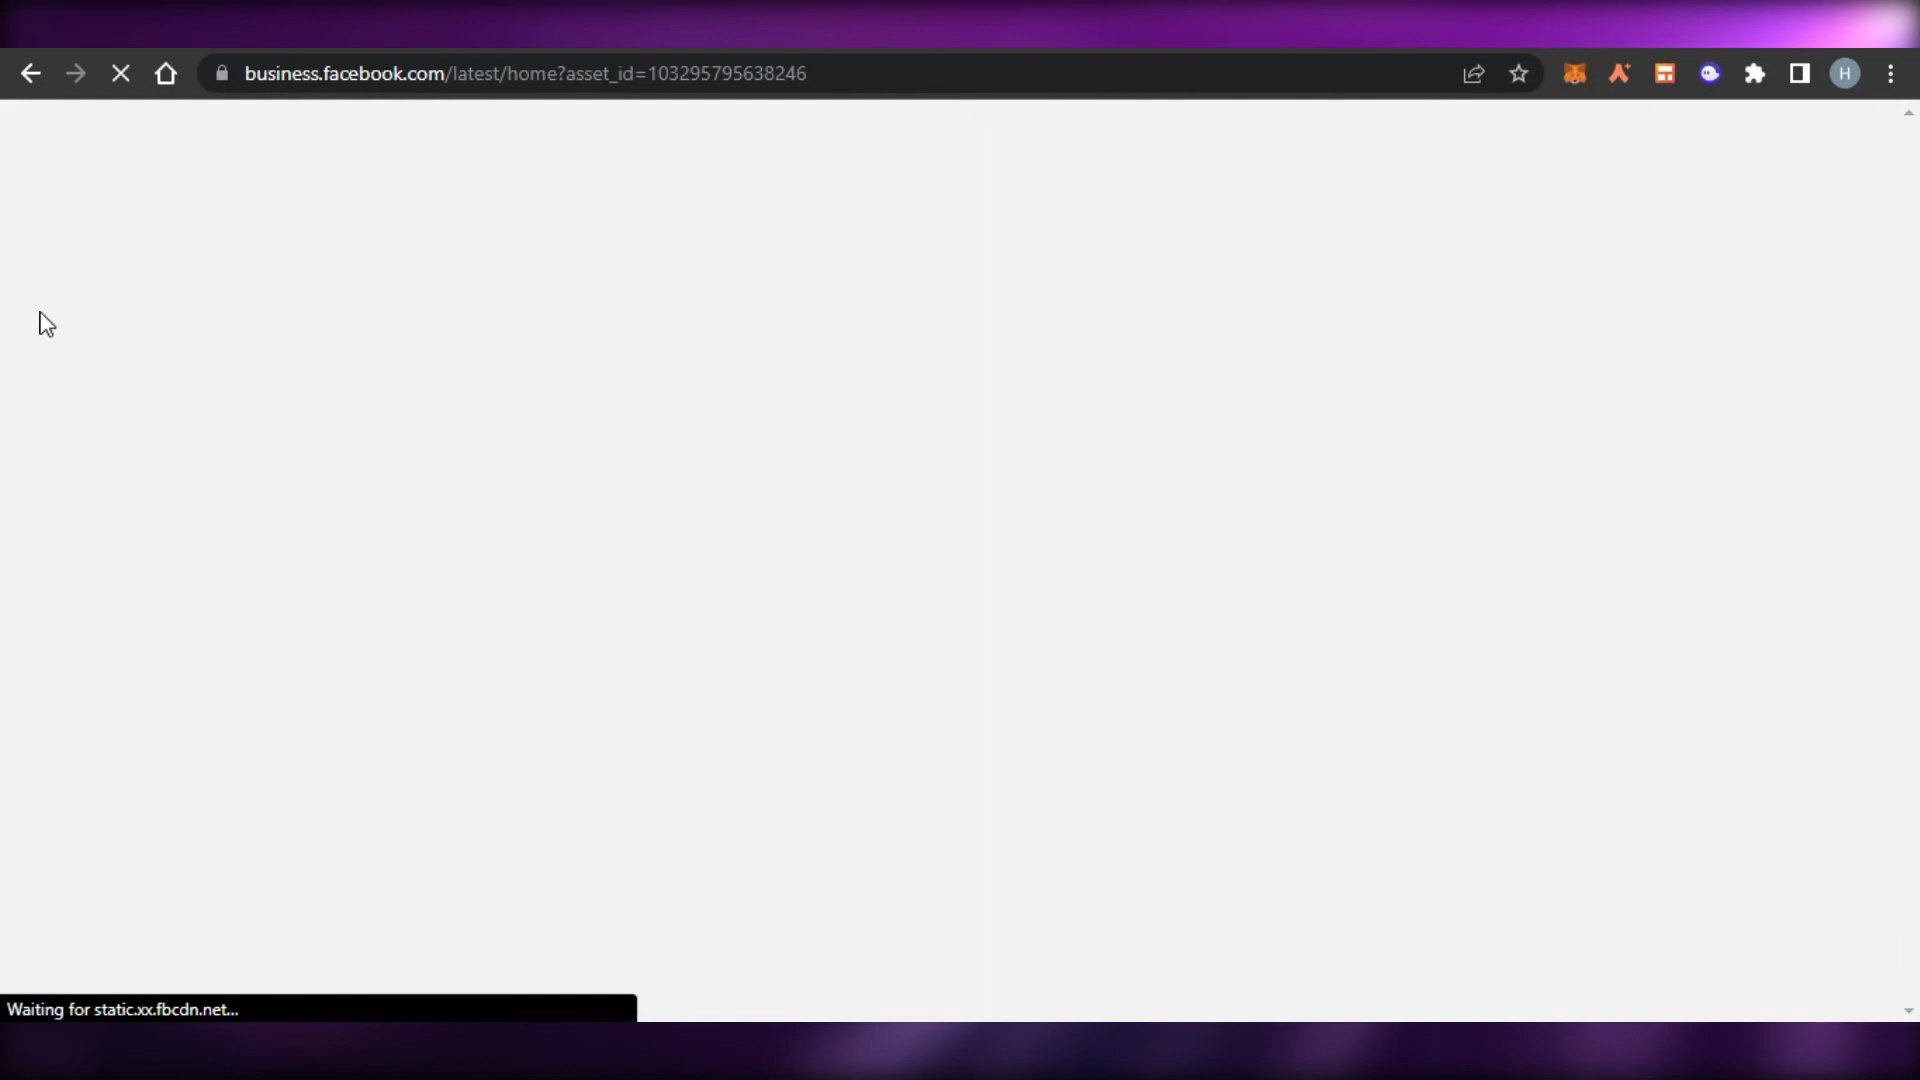 business.facebook.com/latest/home?asset_id=103295795638246
H
Waiting for static.xx.fbcdn.net...